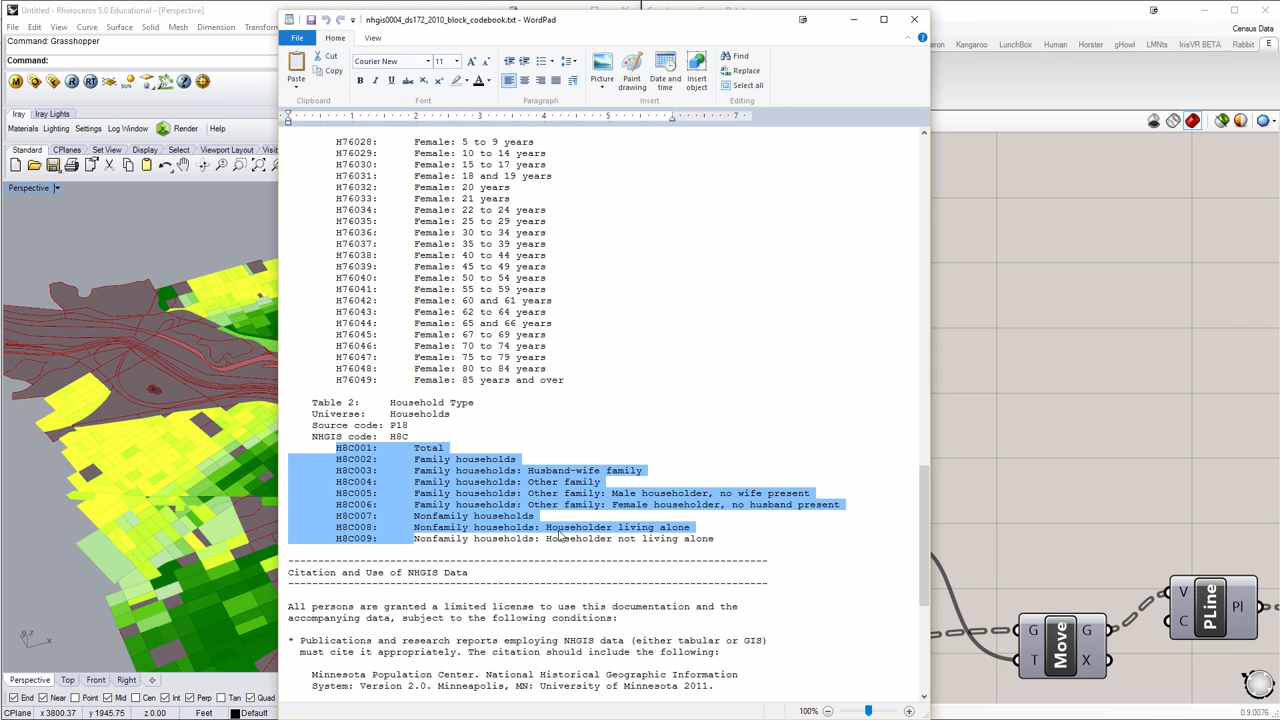 Untitled - Rhinoceros 5.0 Educational - [Perspective]
File Edit View Curve Surface Solid Mesh Dimension Transform
Command: Grasshopper
Command:
Iray Iray Lights
Materials Lighting Settings Log Window Render Help
Standard CPlanes Set View Display Select Viewport Layout
Perspective
nhgis0004_ds172_2010_block_codebook.txt - WordPad
File Home View
Paste
Cut
Copy
Clipboard
Courier New 11
Font
Paragraph
Picture
Paint drawing
Date and time
Insert object
Insert
Find
Replace
Select all
Editing
1 2 3 4 5 6 7
H76028: Female: 5 to 9 years
H76029: Female: 10 to 14 years
H76030: Female: 15 to 17 years
H76031: Female: 18 and 19 years
H76032: Female: 20 years
H76033: Female: 21 years
H76034: Female: 22 to 24 years
H76035: Female: 25 to 29 years
H76036: Female: 30 to 34 years
H76037: Female: 35 to 39 years
H76038: Female: 40 to 44 years
H76039: Female: 45 to 49 years
H76040: Female: 50 to 54 years
H76041: Female: 55 to 59 years
H76042: Female: 60 and 61 years
H76043: Female: 62 to 64 years
H76044: Female: 65 and 66 years
H76045: Female: 67 to 69 years
H76046: Female: 70 to 74 years
H76047: Female: 75 to 79 years
H76048: Female: 80 to 84 years
H76049: Female: 85 years and over
Table 2: Household Type
Universe: Households
Source code: P18
NHGIS code: H8C
H8C001: Total
H8C002: Family households
H8C003: Family households: Husband-wife family
H8C004: Family households: Other family
H8C005: Family households: Other family: Male householder, no wife present
H8C006: Family households: Other family: Female householder, no husband present
H8C007: Nonfamily households
H8C008: Nonfamily households: Householder living alone
H8C009: Nonfamily households: Householder not living alone
Citation and Use of NHGIS Data
All persons are granted a limited license to use this documentation and the
accompanying data, subject to the following conditions:
* Publications and research reports employing NHGIS data (either tabular or GIS)
must cite it appropriately. The citation should include the following:
Minnesota Population Center. National Historical Geographic Information
System: Version 2.0. Minneapolis, MN: University of Minnesota 2011.
100%
Census Data
Kangaroo LunchBox Human Horster gHowl LMNts IrisVR BETA Rabbit E
G T Move G X
V C PLine Pl
0.9.0076
y z x
Perspective Top Front Right
End Near Point Mid Cen Int Perp Tan Quad
CPlane x 3800.37 y 1945.75 z 0.00 Feet Default